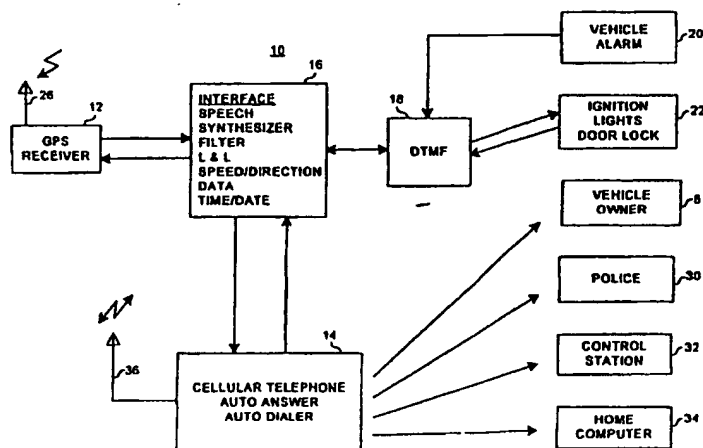 10
26
12
GPS
RECEIVER
16
INTERFACE
SPEECH
SYNTHESIZER
FILTER
L & L
SPEED/DIRECTION
DATA
TIME/DATE
18
DTMF
VEHICLE
ALARM
20
IGNITION
LIGHTS
DOOR LOCK
22
VEHICLE
OWNER
8
POLICE
30
CONTROL
STATION
32
HOME
COMPUTER
34
36
14
CELLULAR TELEPHONE
AUTO ANSWER
AUTO DIALER